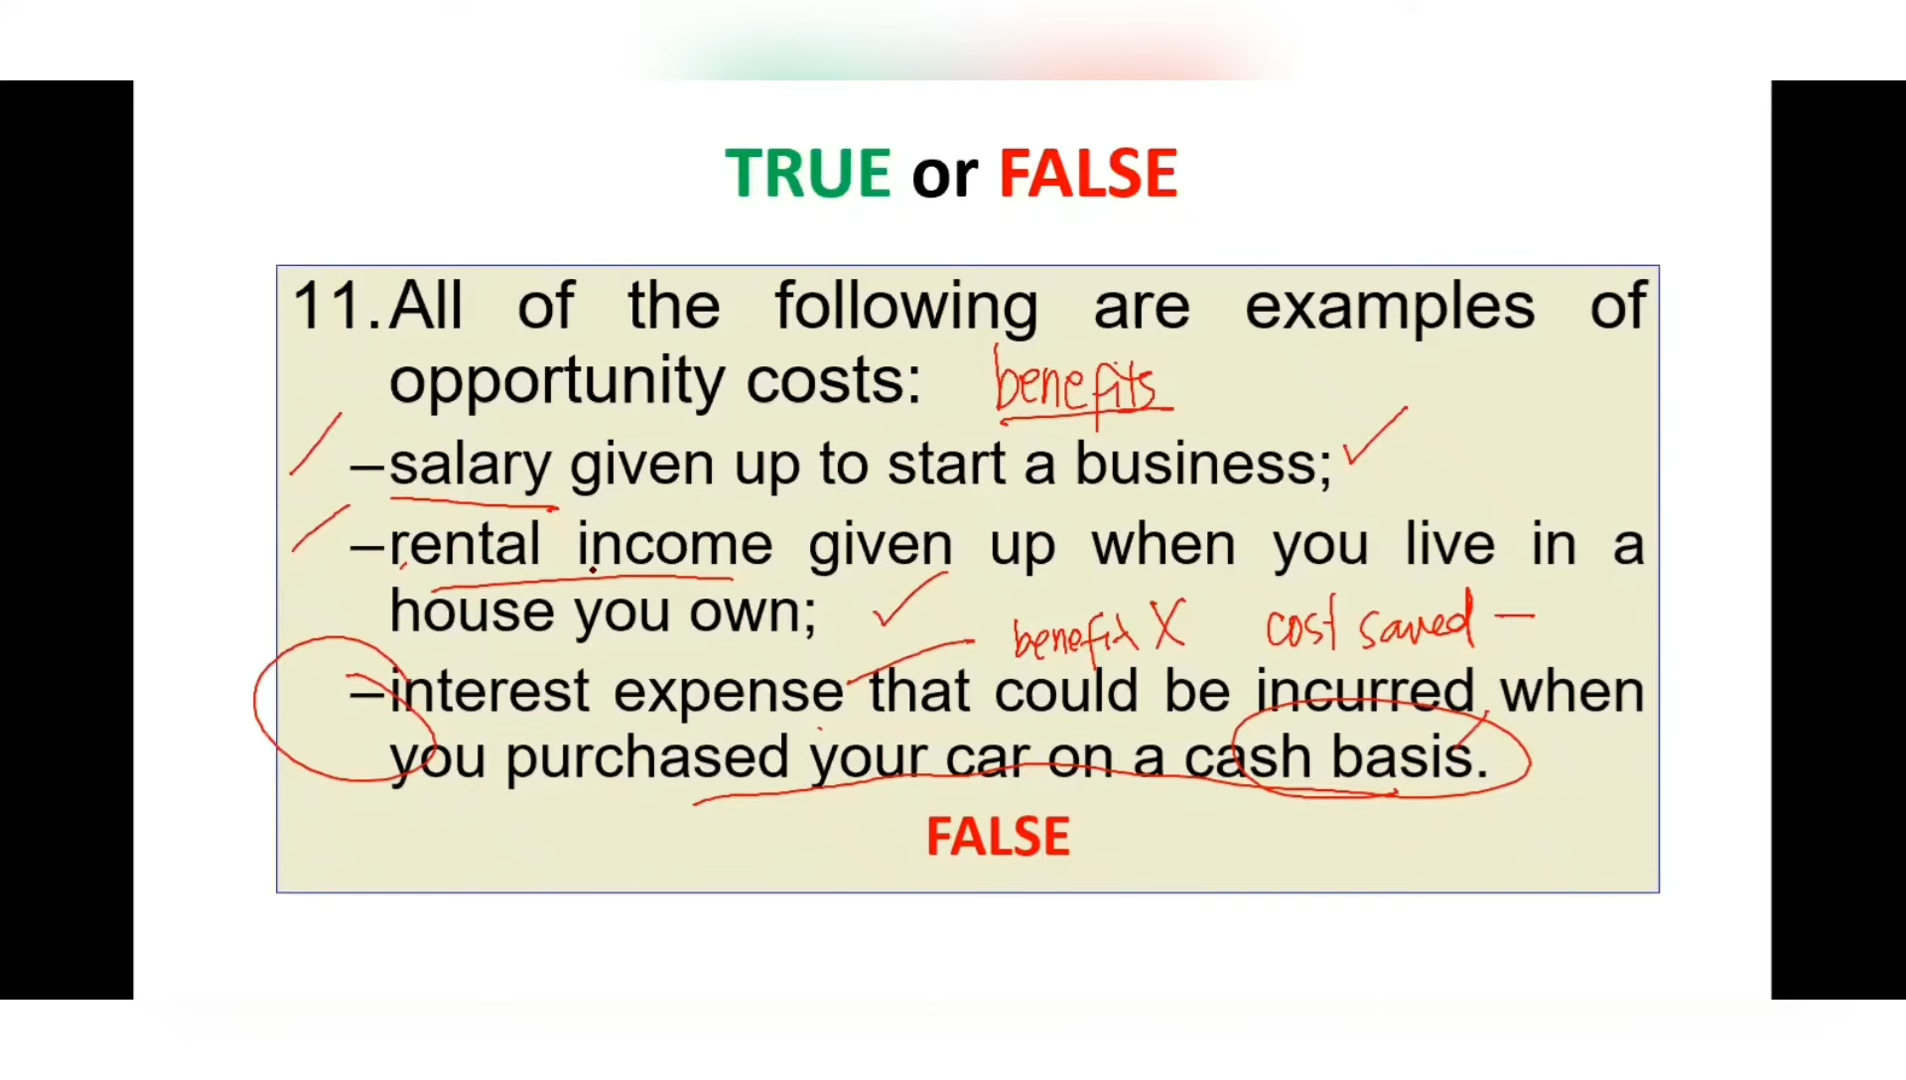 TRUE or FALSE
11. All of the following are examples of
opportunity costs: benefits
–salary given up to start a business;
–rental income given up when you live in a
house you own;
benefit X cost saved –
–interest expense that could be incurred when
you purchased your car on a cash basis.
FALSE